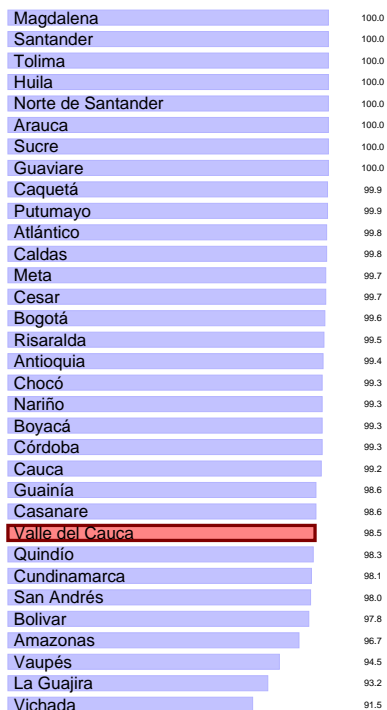 Magdalena 100.0
Santander 100.0
Tolima 100.0
Huila 100.0
Norte de Santander 100.0
Arauca 100.0
Sucre 100.0
Guaviare 100.0
Caquetá 99.9
Putumayo 99.9
Atlántico 99.8
Caldas 99.8
Meta 99.7
Cesar 99.7
Bogotá 99.6
Risaralda 99.5
Antioquia 99.4
Chocó 99.3
Nariño 99.3
Boyacá 99.3
Córdoba 99.3
Cauca 99.2
Guainía 98.6
Casanare 98.6
Valle del Cauca 98.5
Quindío 98.3
Cundinamarca 98.1
San Andrés 98.0
Bolivar 97.8
Amazonas 96.7
Vaupés 94.5
La Guajira 93.2
Vichada 91.5